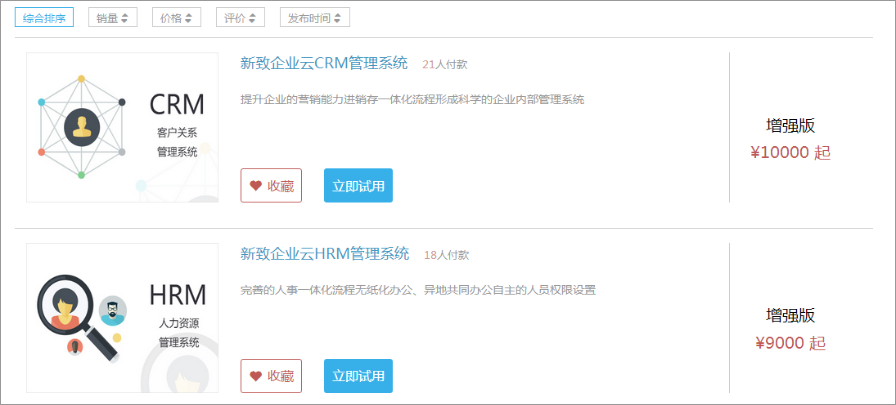 综合排序 销量 价格 评价 发布时间
新致企业云CRM管理系统 21人付款
提升企业的营销能力进销存一体化流程形成科学的企业内部管理系统
CRM
客户关系
管理系统
增强版
¥10000 起
收藏 立即试用
新致企业云HRM管理系统 18人付款
完善的人事一体化流程无纸化办公、异地共同办公自主的人员权限设置
HRM
人力资源
管理系统
增强版
¥9000 起
收藏 立即试用